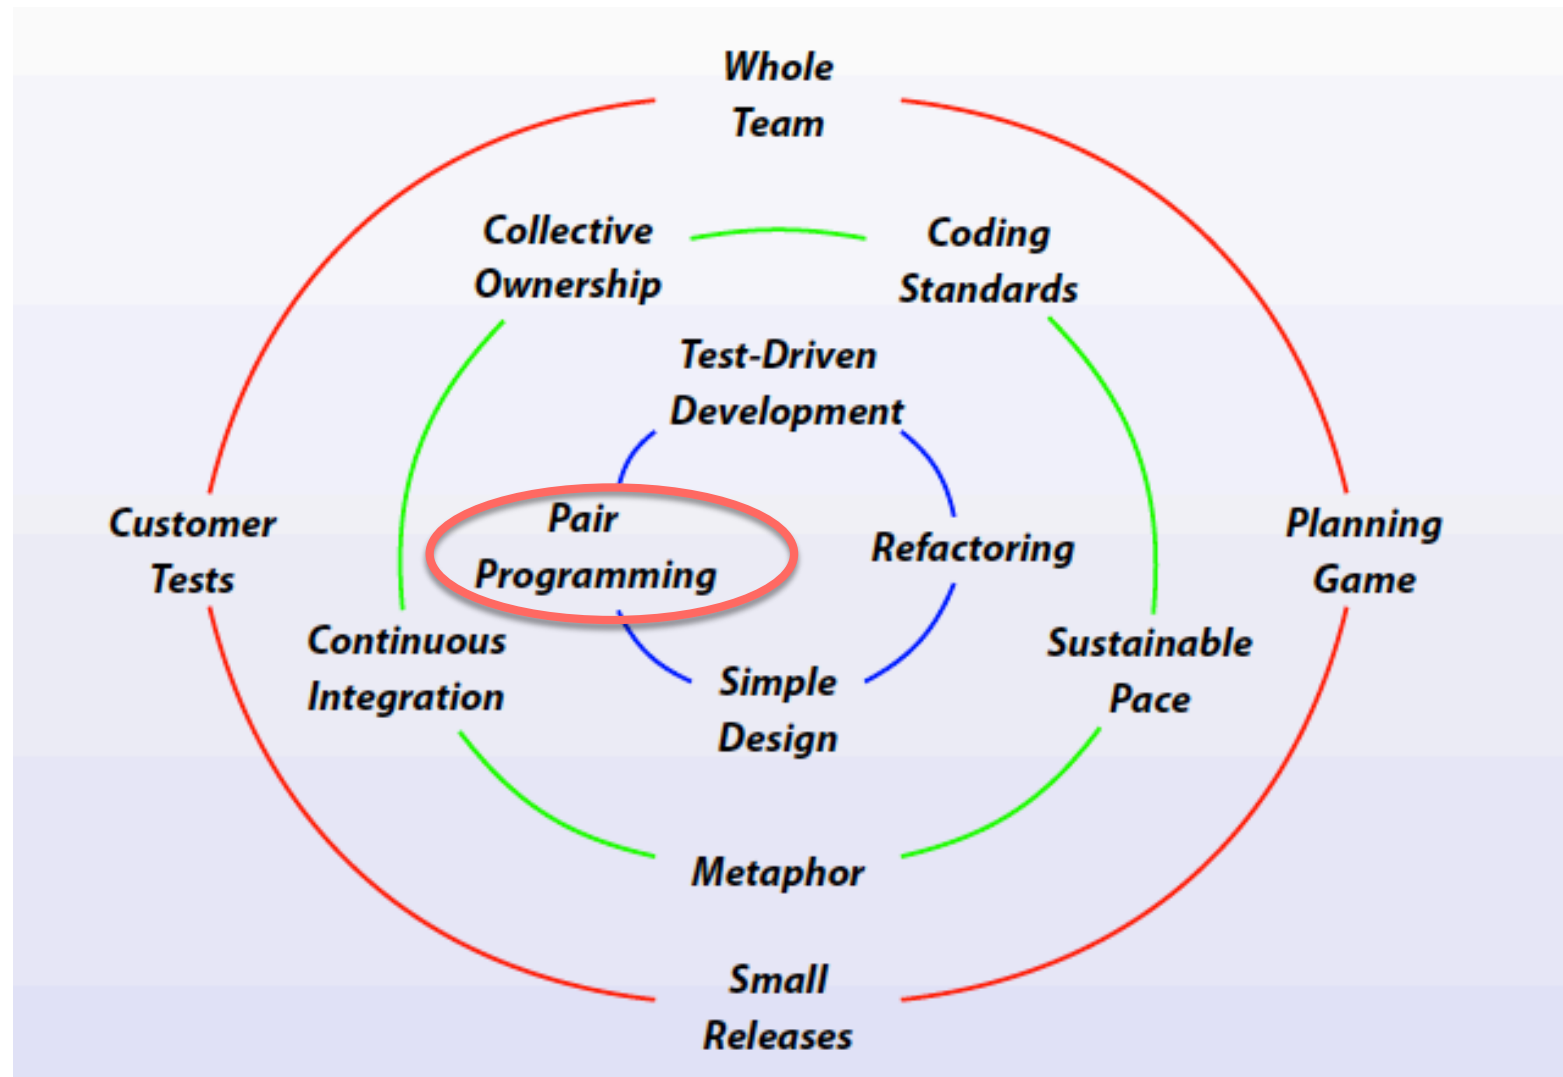 Whole
Team
Collective
Ownership
Coding
Standards
Test-Driven
Development
Pair
Programming
Refactoring
Customer
Tests
Planning
Game
Continuous
Integration
Sustainable
Pace
Simple
Design
Metaphor
Small
Releases